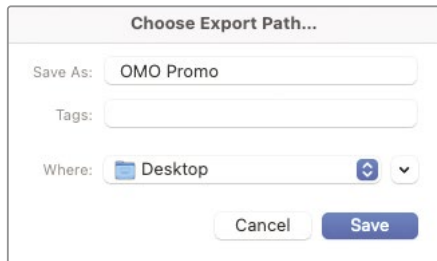 Choose Export Path...
Save As: OMO Promo
Tags:
Where: Desktop
Cancel Save